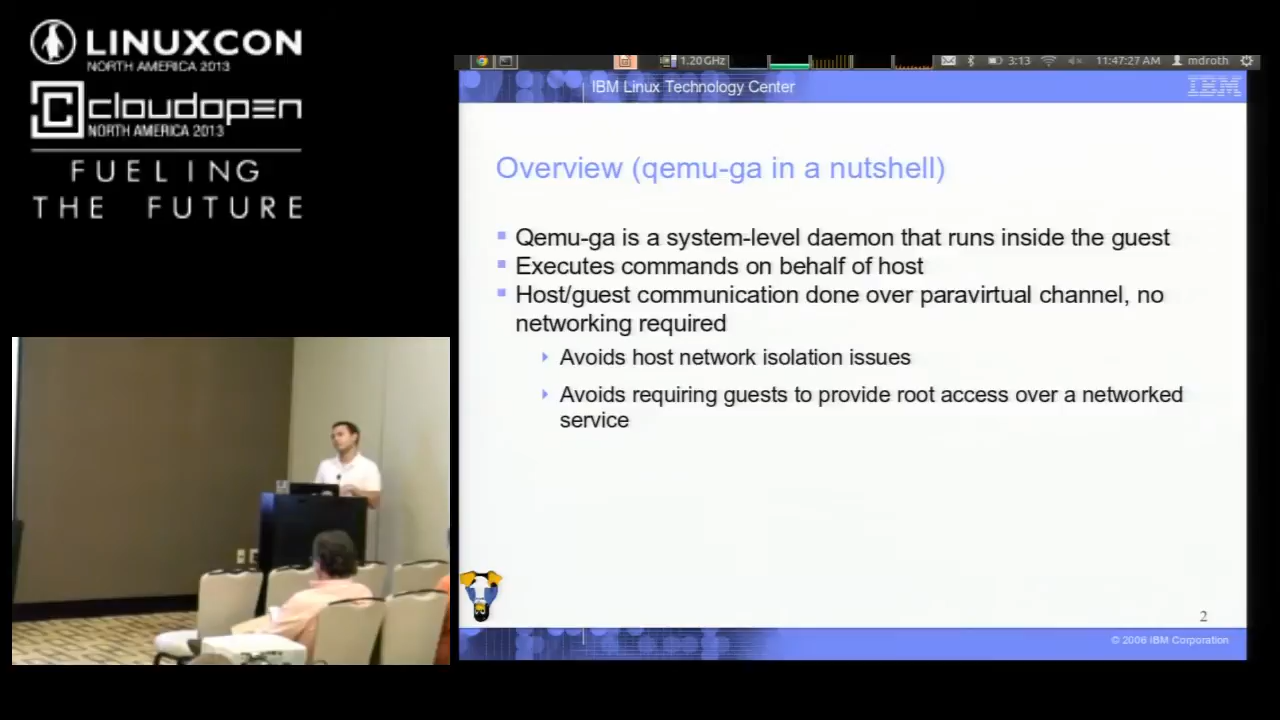 LINUXCON
NORTH AMERICA 2013
cloudopen
NORTH AMERICA 2013
FUELING
THE FUTURE
1.20 GHz
3:13
11:47:27 AM
mdroth
IBM Linux Technology Center
IBM
Overview (qemu-ga in a nutshell)
Qemu-ga is a system-level daemon that runs inside the guest
Executes commands on behalf of host
Host/guest communication done over paravirtual channel, no
networking required
Avoids host network isolation issues
Avoids requiring guests to provide root access over a networked
service
2
© 2006 IBM Corporation